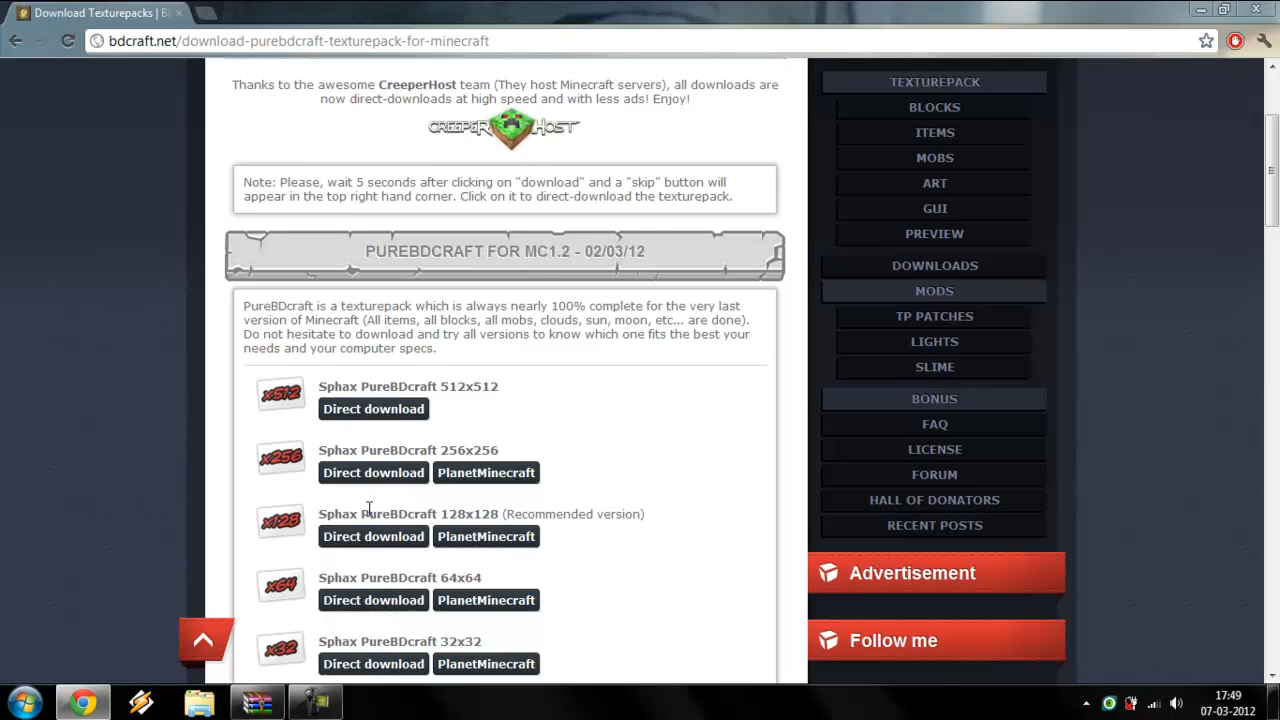 Download Texturepacks | B
bdcraft.net/download-purebdcraft-texturepack-for-minecraft
Thanks to the awesome CreeperHost team (They host Minecraft servers), all downloads are
now direct-downloads at high speed and with less ads! Enjoy!
CREEPER HOST
Note: Please, wait 5 seconds after clicking on "download" and a "skip" button will
appear in the top right hand corner. Click on it to direct-download the texturepack.
PUREBDCRAFT FOR MC1.2 - 02/03/12
PureBDcraft is a texturepack which is always nearly 100% complete for the very last
version of Minecraft (All items, all blocks, all mobs, clouds, sun, moon, etc... are done).
Do not hesitate to download and try all versions to know which one fits the best your
needs and your computer specs.
x512
Sphax PureBDcraft 512x512
Direct download
x256
Sphax PureBDcraft 256x256
Direct download PlanetMinecraft
x128
Sphax PureBDcraft 128x128 (Recommended version)
Direct download PlanetMinecraft
x64
Sphax PureBDcraft 64x64
Direct download PlanetMinecraft
x32
Sphax PureBDcraft 32x32
Direct download PlanetMinecraft
TEXTUREPACK
BLOCKS
ITEMS
MOBS
ART
GUI
PREVIEW
DOWNLOADS
MODS
TP PATCHES
LIGHTS
SLIME
BONUS
FAQ
LICENSE
FORUM
HALL OF DONATORS
RECENT POSTS
Advertisement
Follow me
17:49
07-03-2012